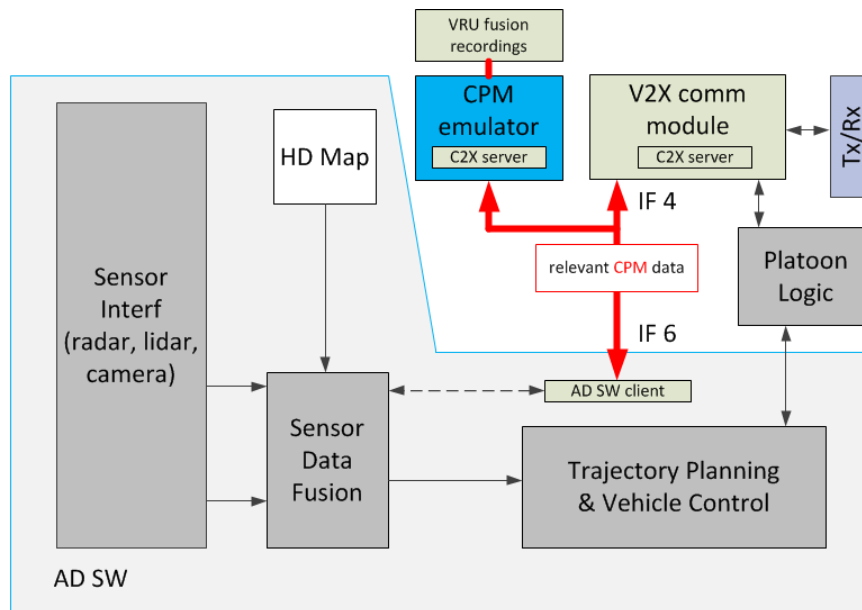 VRU fusion
recordings
CPM
emulator
C2X server
V2X comm
module
C2X server
Tx/Rx
HD Map
IF 4
relevant CPM data
Platoon
Logic
Sensor
Interf
(radar, lidar,
camera)
IF 6
AD SW client
Sensor
Data
Fusion
Trajectory Planning
& Vehicle Control
AD SW